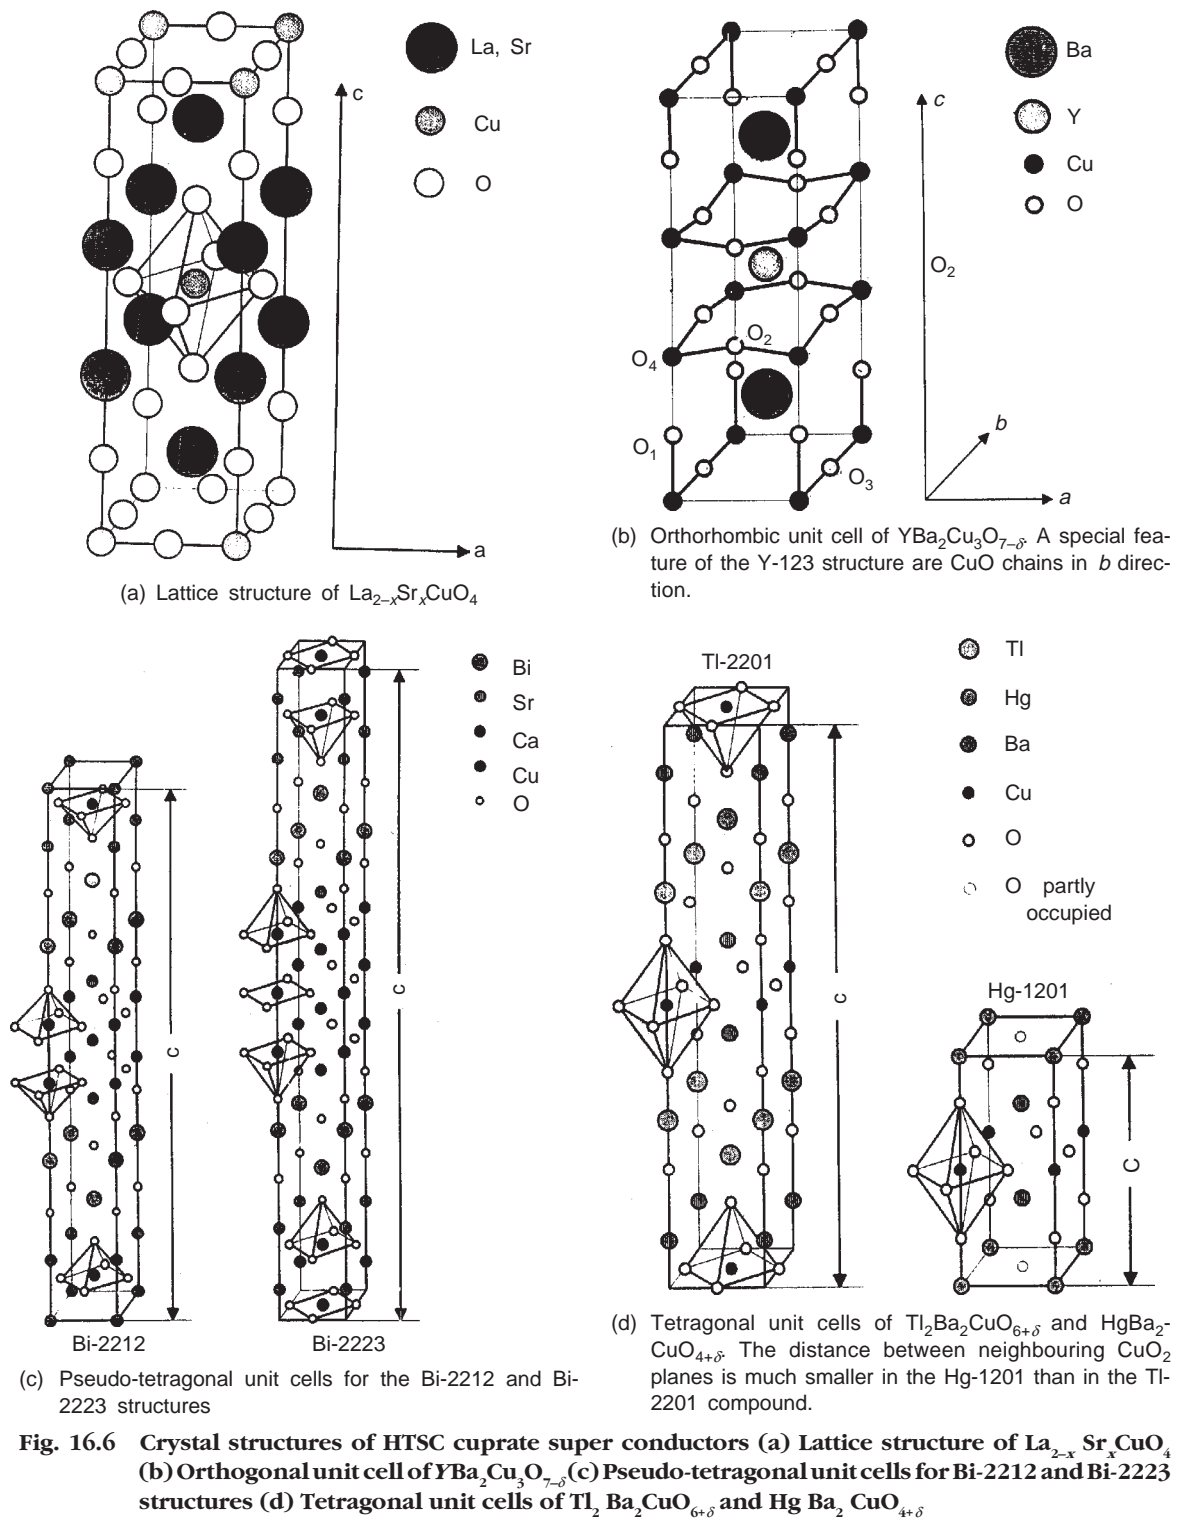 La, Sr
Cu
O
c
a
(a) Lattice structure of La2–xSrxCuO4
Ba
Y
Cu
O
c
O2
O2
O4
O1
O3
b
a
(b) Orthorhombic unit cell of YBa2Cu3O7–δ. A special fea-
ture of the Y-123 structure are CuO chains in b direc-
tion.
Bi
Sr
Ca
Cu
O
c
c
Bi-2212
Bi-2223
(c) Pseudo-tetragonal unit cells for the Bi-2212 and Bi-
2223 structures
Tl-2201
Tl
Hg
Ba
Cu
O
O partly
occupied
c
Hg-1201
C
(d) Tetragonal unit cells of Tl2Ba2CuO6+δ and HgBa2-
CuO4+δ. The distance between neighbouring CuO2
planes is much smaller in the Hg-1201 than in the Tl-
2201 compound.
Fig. 16.6 Crystal structures of HTSC cuprate super conductors (a) Lattice structure of La2–x SrxCuO4
(b) Orthogonal unit cell of YBa2Cu3O7–δ (c) Pseudo-tetragonal unit cells for Bi-2212 and Bi-2223
structures (d) Tetragonal unit cells of Tl2 Ba2CuO6+δ and Hg Ba2 CuO4+δ